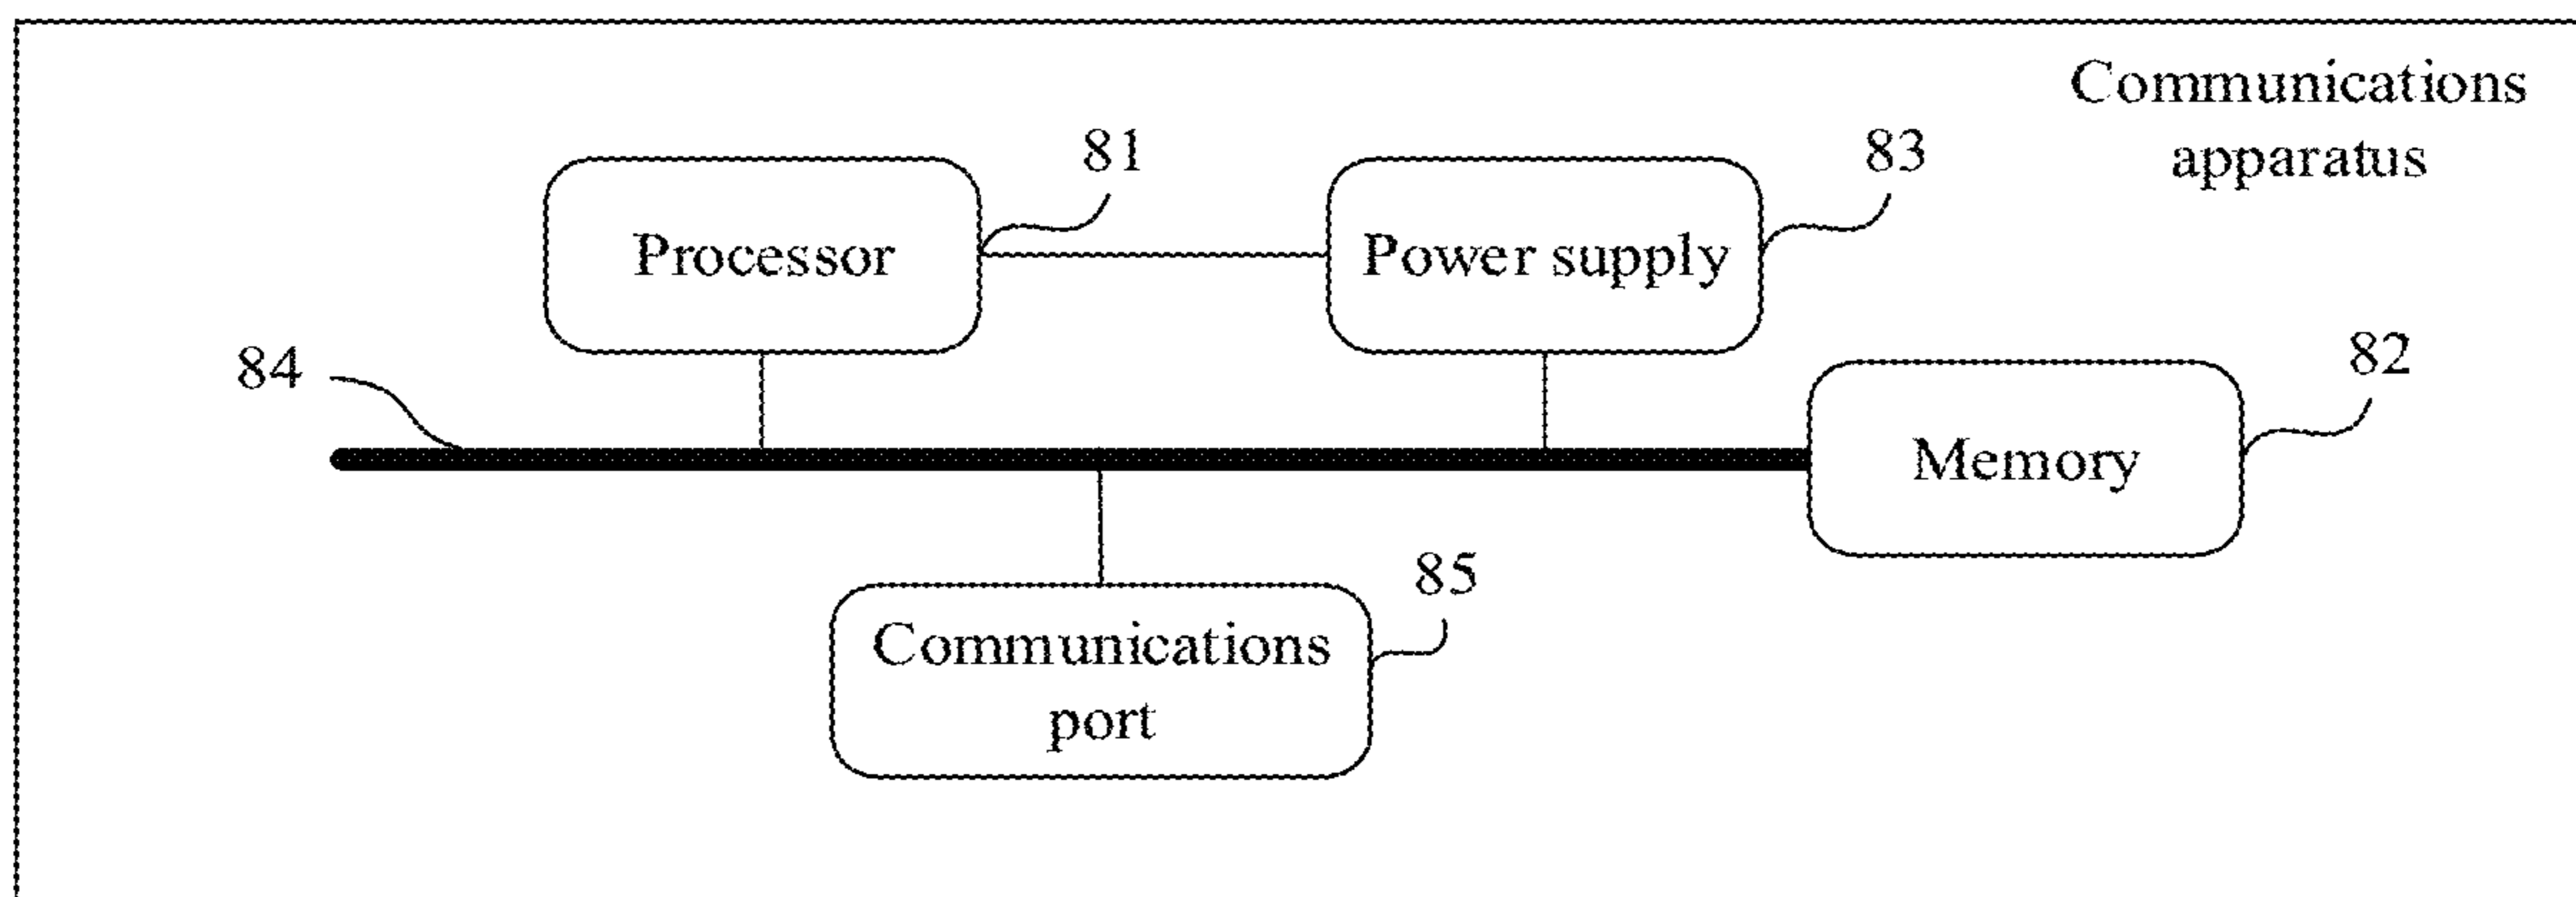 Communications
apparatus
81
83
Processor
Power supply
84
82
Memory
85
Communications
port